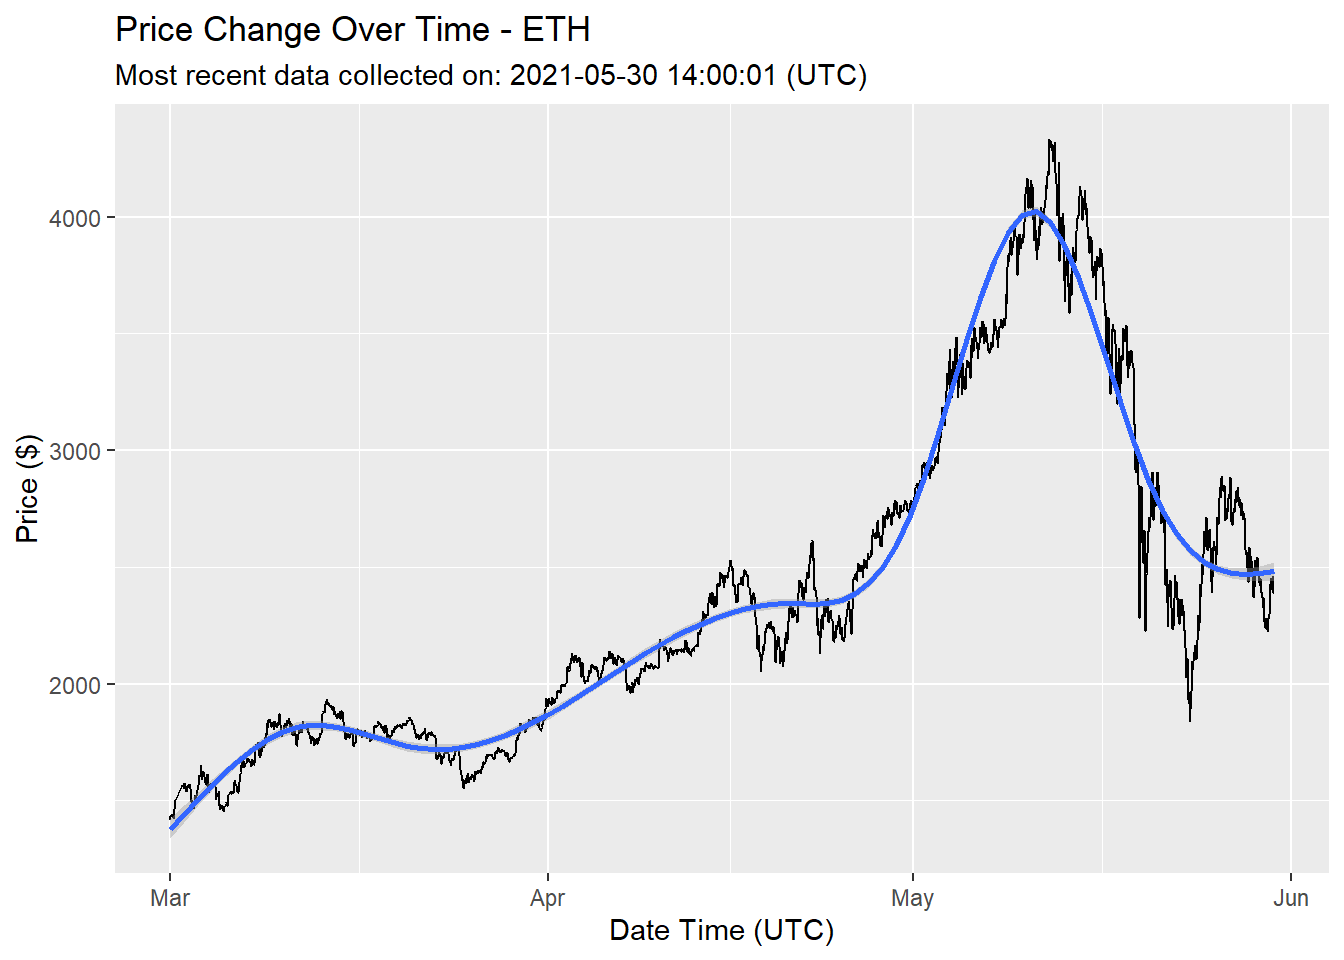 Price Change Over Time - ETH
Most recent data collected on: 2021-05-30 14:00:01 (UTC)
Price ($)
4000
3000
2000
Mar
Apr
May
Jun
Date Time (UTC)